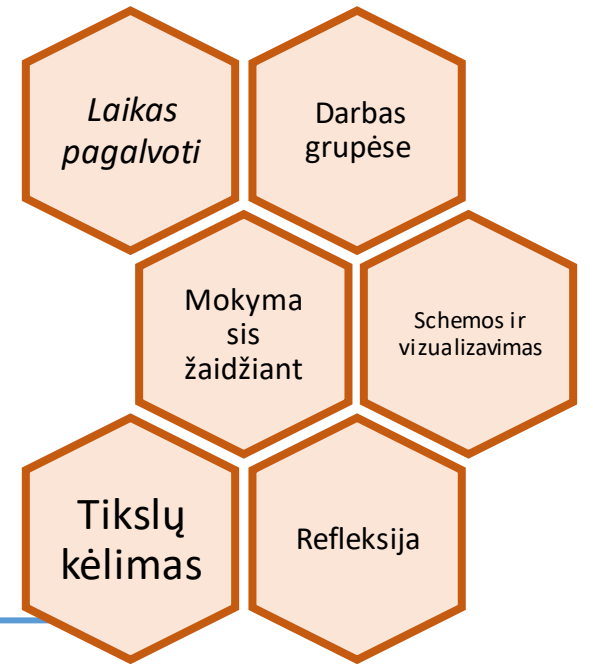 Laikas
pagalvoti
Darbas
grupėse
Mokyma
sis
žaidžiant
Schemos ir
vizualizavimas
Tikslų
kėlimas
Refleksija